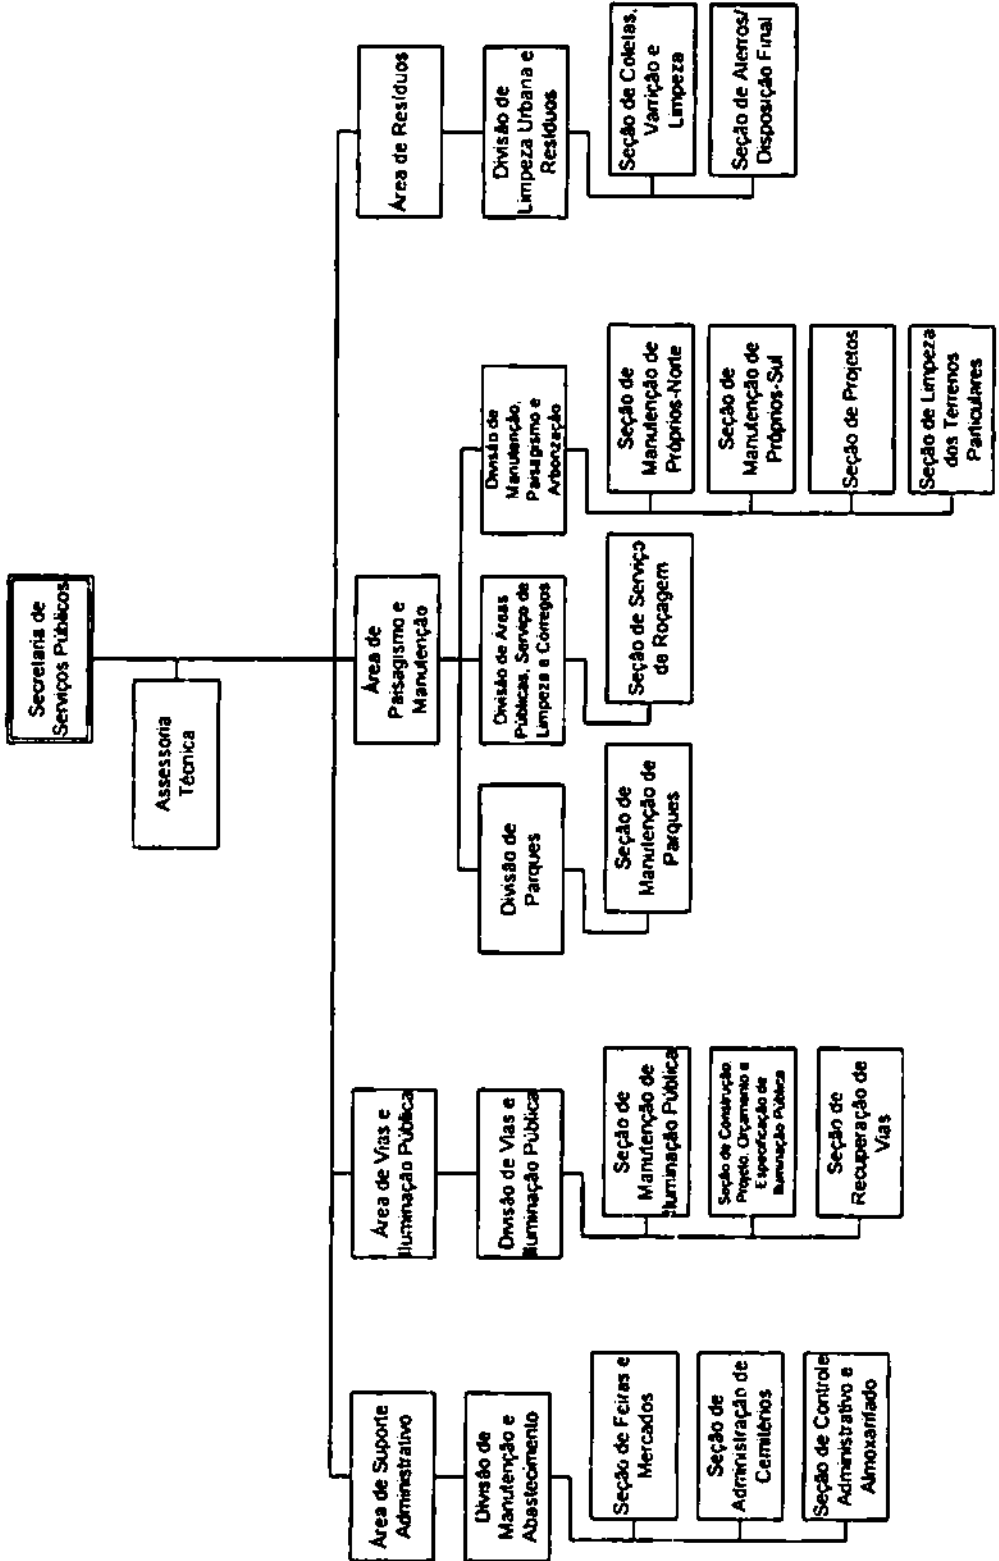 Secretaria de
Serviços Públicos
Assessoria
Técnica
Área de Suporte
Administrativo
Divisão de
Manutenção e
Abastecimento
Seção de Feiras e
Mercados
Seção de
Administração de
Cemitérios
Seção de Controle
Administrativo e
Almoxarifado
Área de Vias e
Iluminação Pública
Divisão de Vias e
Iluminação Pública
Seção de
Manutenção de
Iluminação Pública
Seção de Construção
Projeto, Orçamento e
Especificação de
Iluminação Pública
Seção de
Recuperação de
Vias
Área de
Paisagismo e
Manutenção
Divisão de
Parques
Seção de
Manutenção de
Parques
Divisão de Áreas
Públicas, Serviço de
Limpeza e Córregos
Seção de Serviço
de Roçagem
Divisão de
Manutenção,
Paisagismo e
Arborização
Seção de
Manutenção de
Próprios-Norte
Seção de
Manutenção de
Próprios-Sul
Seção de Projetos
Seção de Limpeza
dos Terrenos
Particulares
Área de Resíduos
Divisão de
Limpeza Urbana e
Resíduos
Seção de Coletas,
Varrição e
Limpeza
Seção de Aterros/
Disposição Final